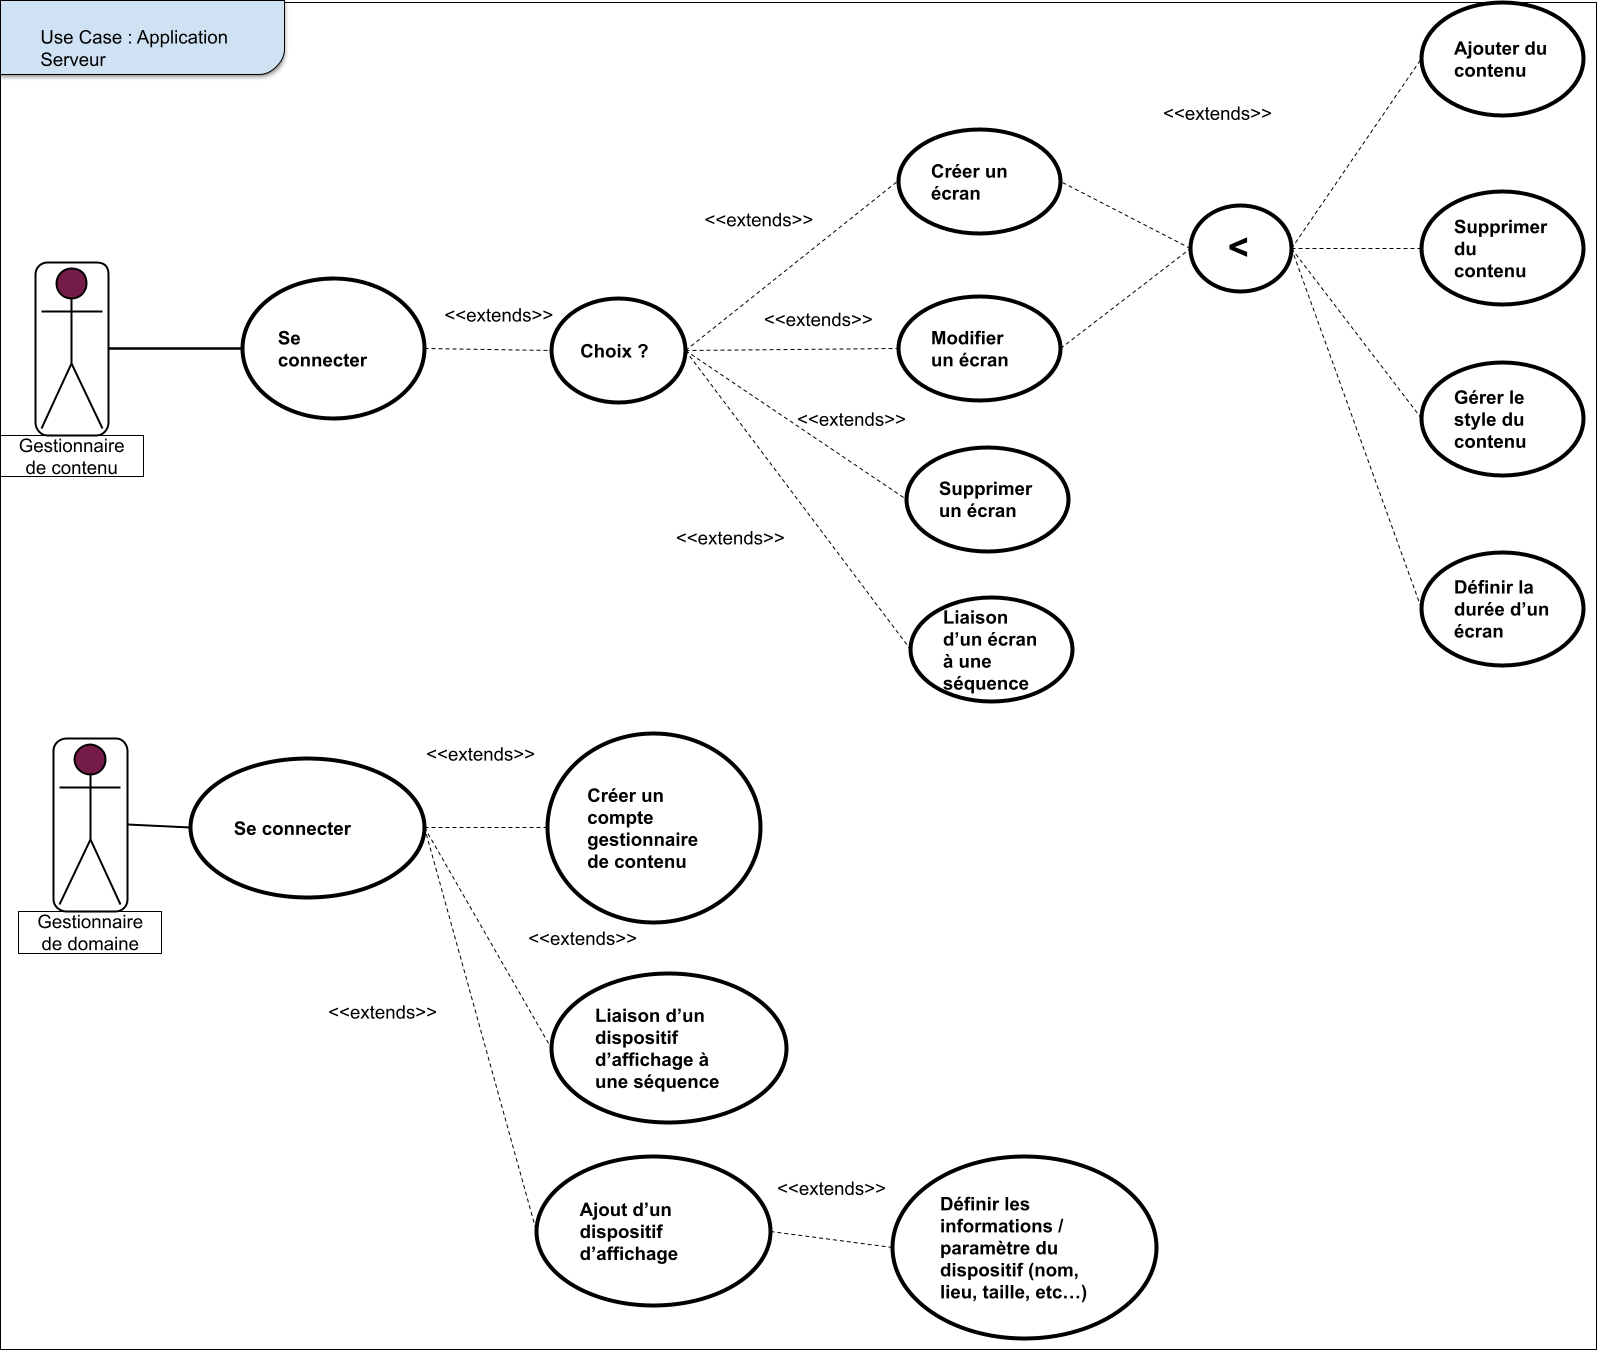 Use Case : Application
Serveur
Ajouter du
contenu
<<extends>>
Créer un
écran
<<extends>>
Supprimer
du
contenu
<
Se
connecter
<<extends>>
Choix ?
<<extends>>
Modifier
un écran
Gérer le
style du
contenu
<<extends>>
Gestionnaire
de contenu
Supprimer
un écran
<<extends>>
Liaison
d’un écran
à une
séquence
Définir la
durée d’un
écran
<<extends>>
Se connecter
Créer un
compte
gestionnaire
de contenu
Gestionnaire
de domaine
<<extends>>
<<extends>>
Liaison d’un
dispositif
d’affichage à
une séquence
Ajout d’un
dispositif
d’affichage
<<extends>>
Définir les
informations /
paramètre du
dispositif (nom,
lieu, taille, etc…)